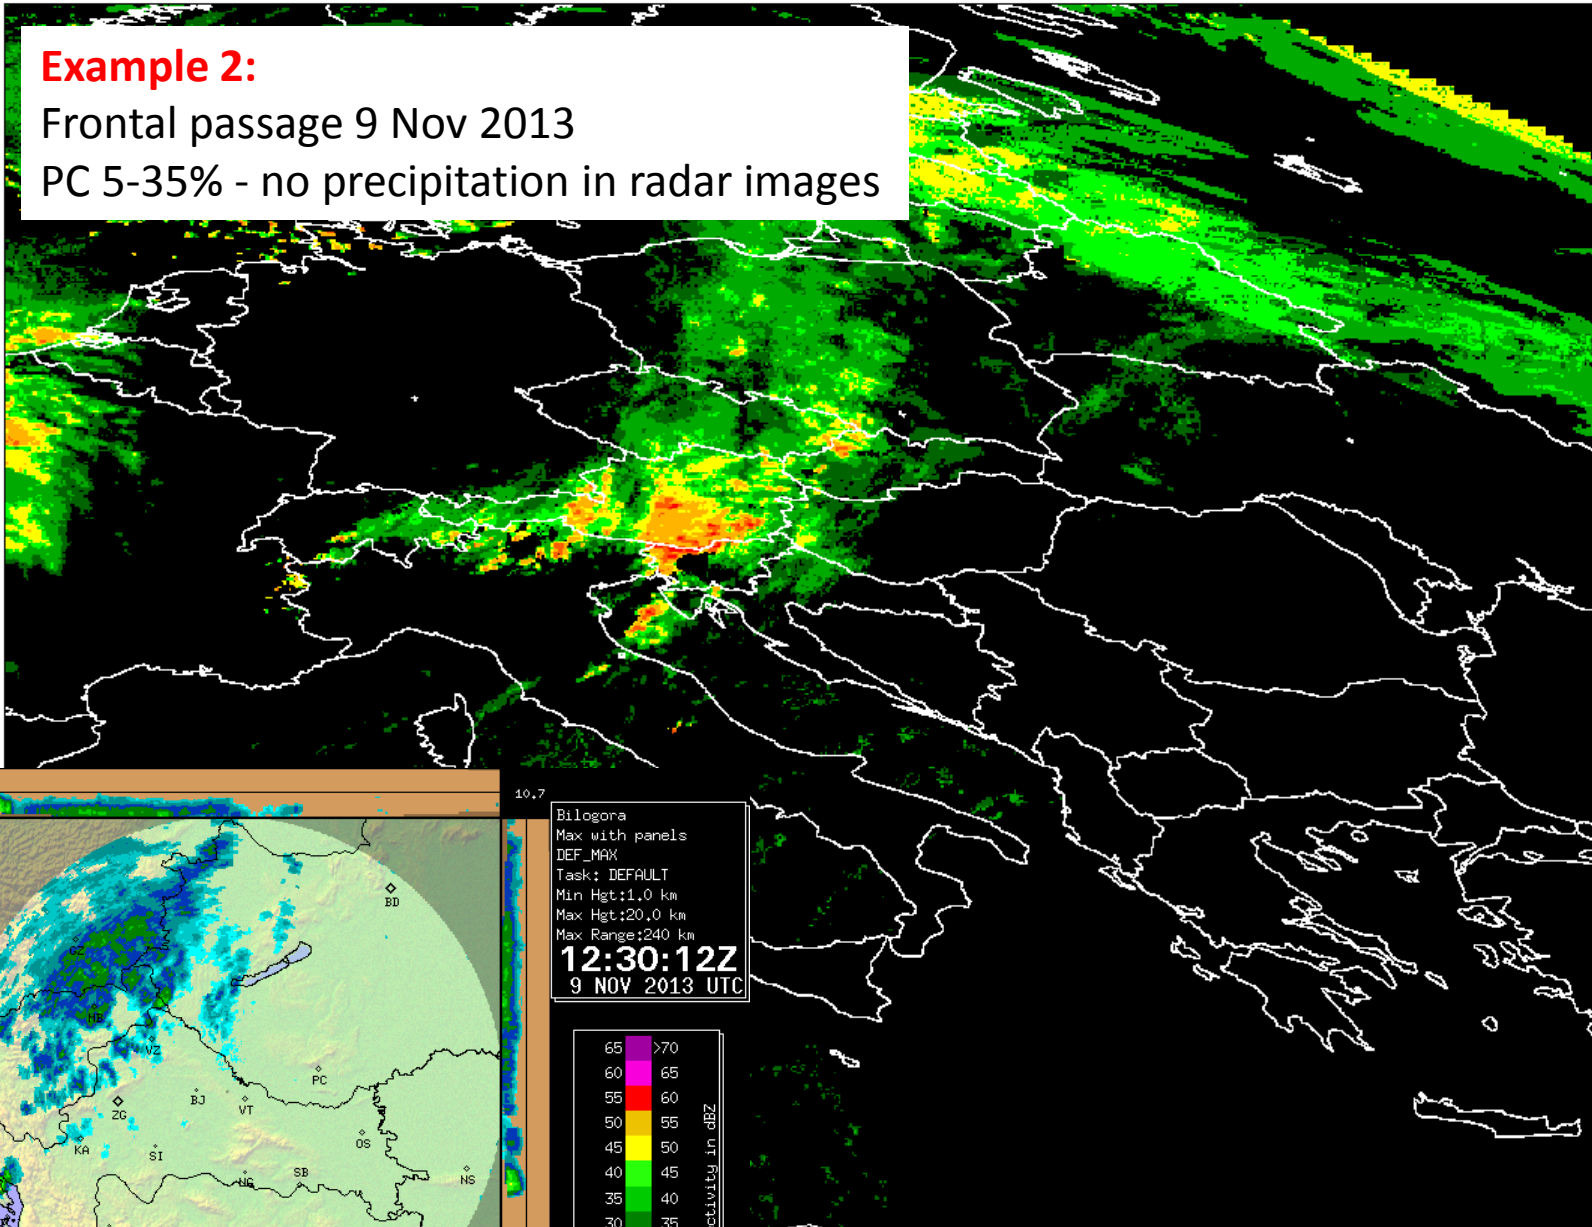 Example 2:
Frontal passage 9 Nov 2013
PC 5-35% - no precipitation in radar images
10.7
Bilogora
Max with panels
DEF_MAX
Task: DEFAULT
Min Hgt:1.0 km
Max Hgt:20.0 km
Max Range:240 km
12:30:12Z
9 NOV 2013 UTC
BD
GZ
MB
VZ
PC
ZG
BJ
VT
KA
SI
OS
NG
SB
NS
65 >70
60 65
55 60
50 55
45 50
40 45
35 40
30 35
in dBZ